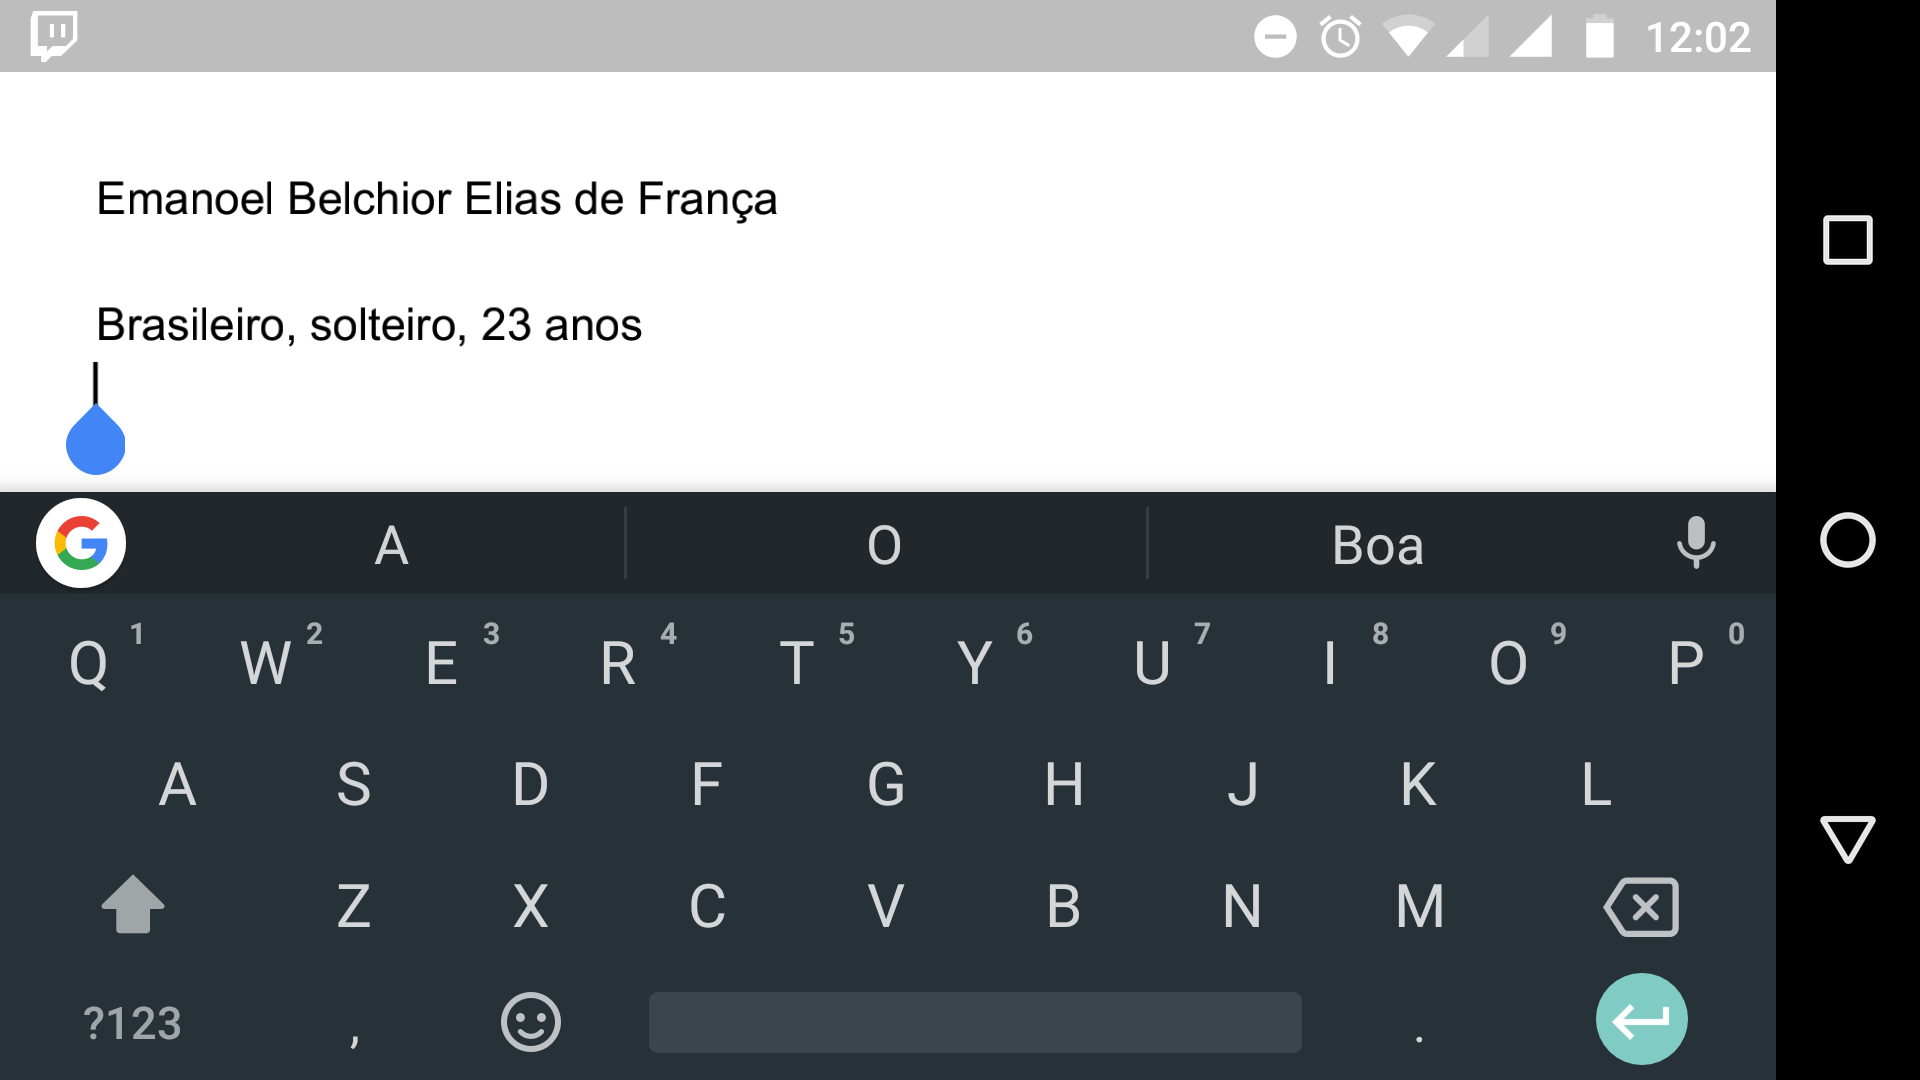 12:02
Emanoel Belchior Elias de França
Brasileiro, solteiro, 23 anos
A O Boa
Q 1 W 2 E 3 R 4 T 5 Y 6 U 7 I 8 O 9 P 0
A S D F G H J K L
Z X C V B N M
?123 , .